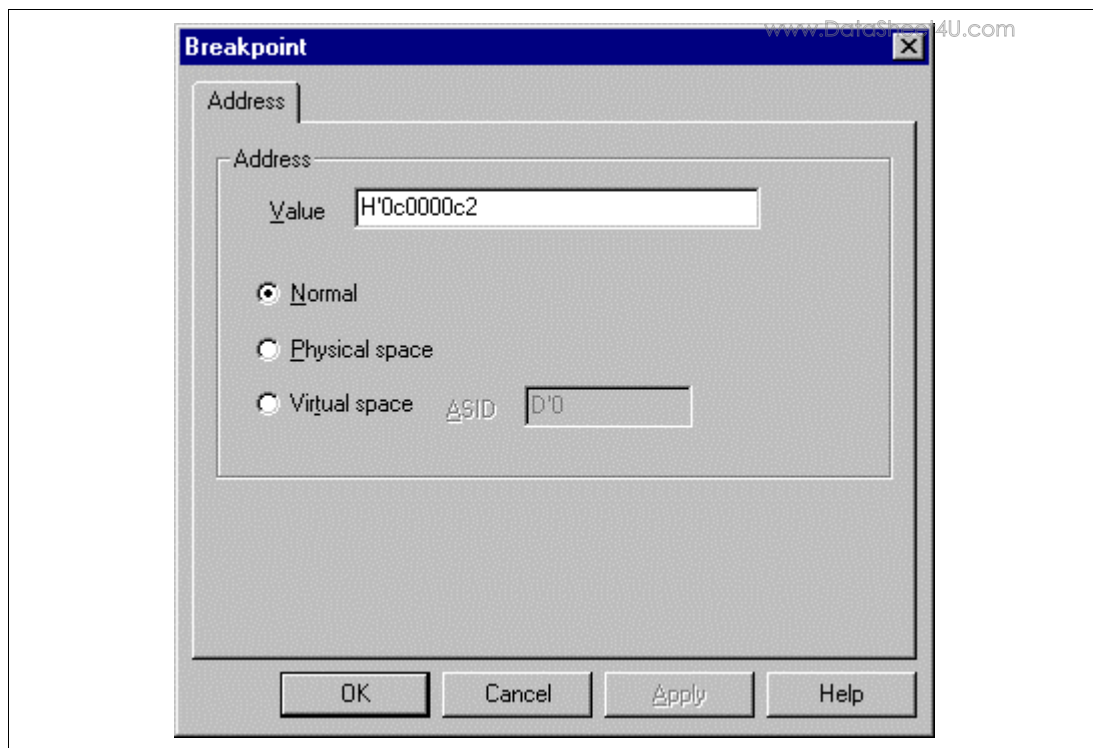 www.DataSheet4U.com
Breakpoint
Address
Address
Value H'0c0000c2
Normal
Physical space
Virtual space ASID D'0
OK Cancel Apply Help